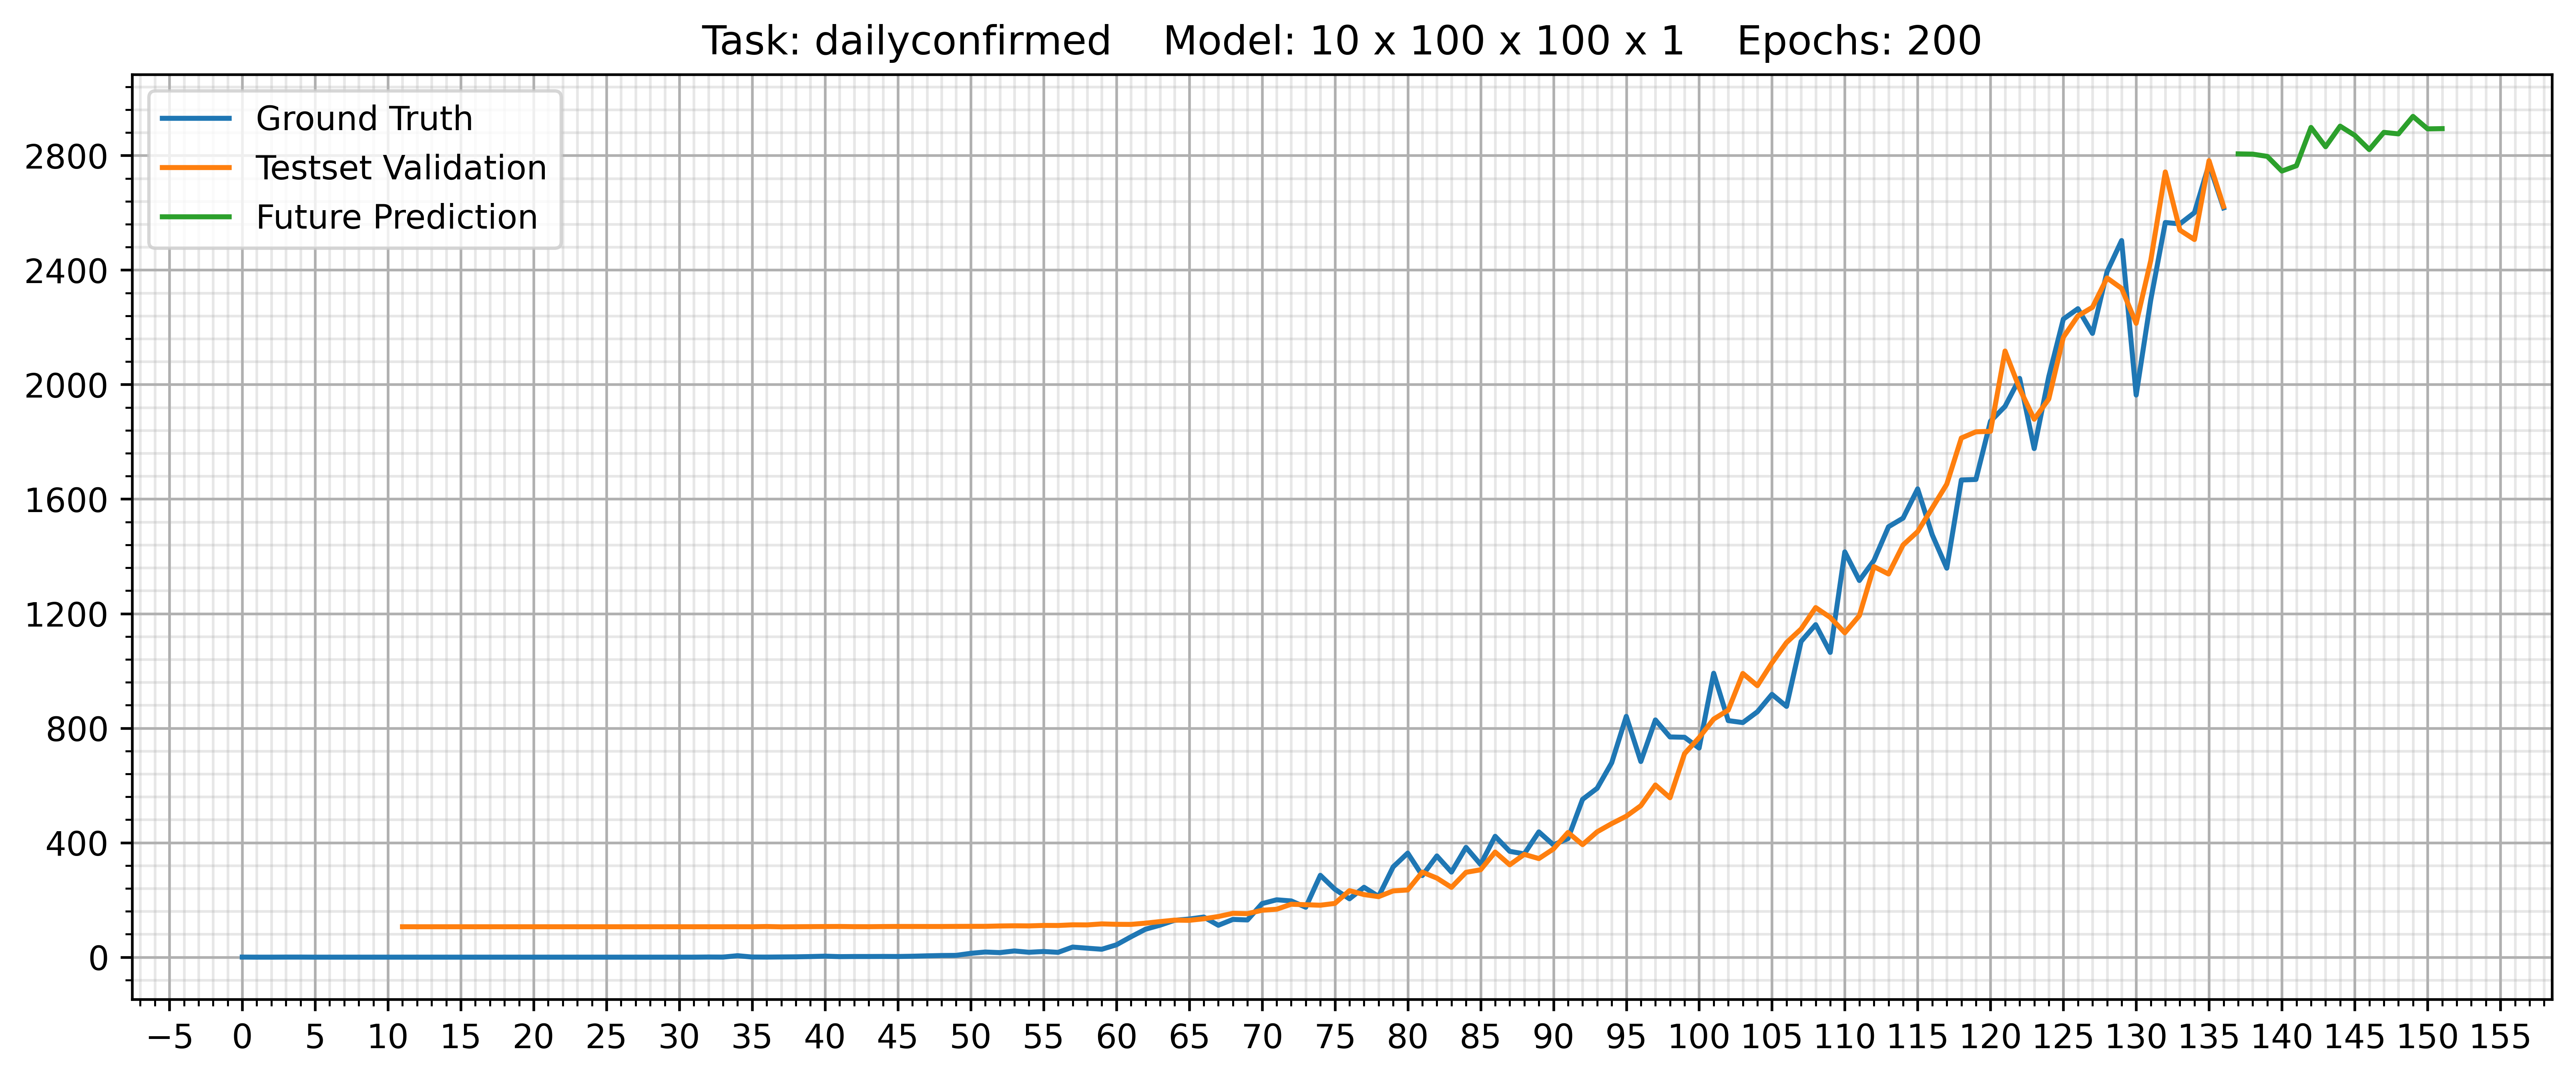 Task: dailyconfirmed    Model: 10 x 100 x 100 x 1    Epochs: 200
Ground Truth
Testset Validation
Future Prediction
2800
2400
2000
1600
1200
800
400
0
−5 0 5 10 15 20 25 30 35 40 45 50 55 60 65 70 75 80 85 90 95 100 105 110 115 120 125 130 135 140 145 150 155